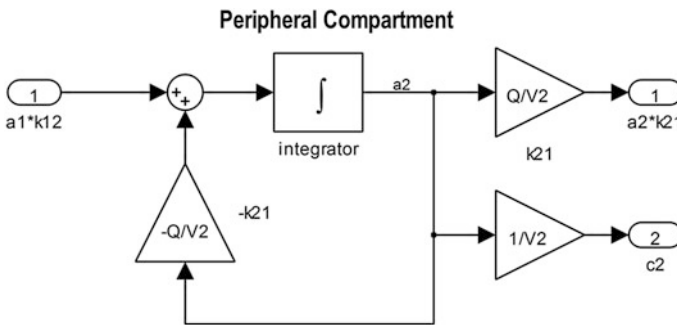 Peripheral Compartment
1
a1*k12
+
+
∫
integrator
a2
Q/V2
k21
1
a2*k21
-Q/V2
-k21
1/V2
2
c2